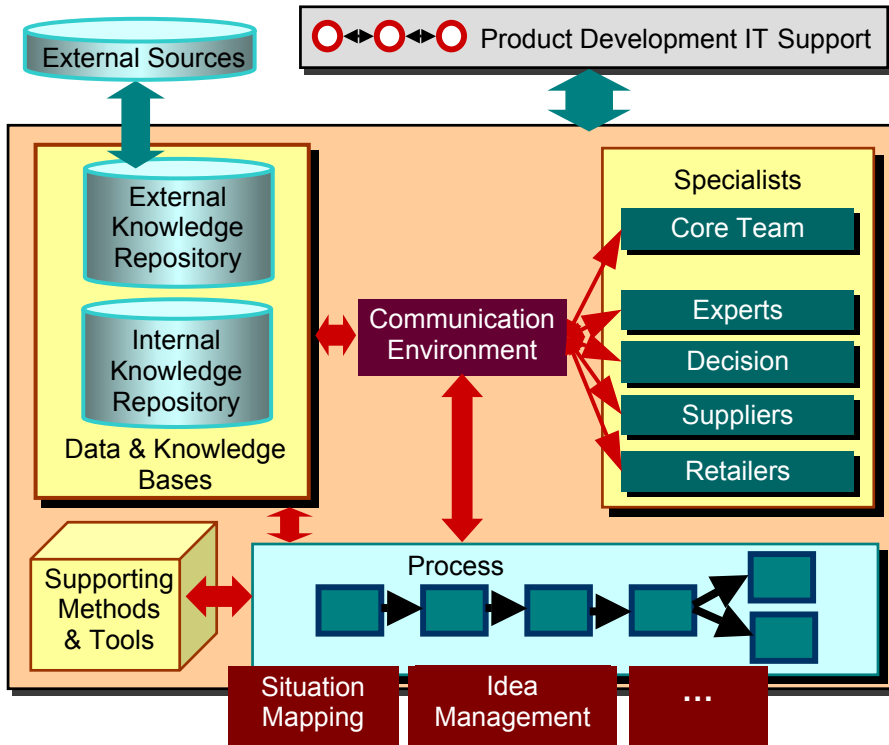 External Sources
Product Development IT Support
External
Knowledge
Repository
Internal
Knowledge
Repository
Data & Knowledge
Bases
Communication
Environment
Specialists
Core Team
Experts
Decision
Suppliers
Retailers
Supporting
Methods
& Tools
Process
Situation
Mapping
Idea
Management
...